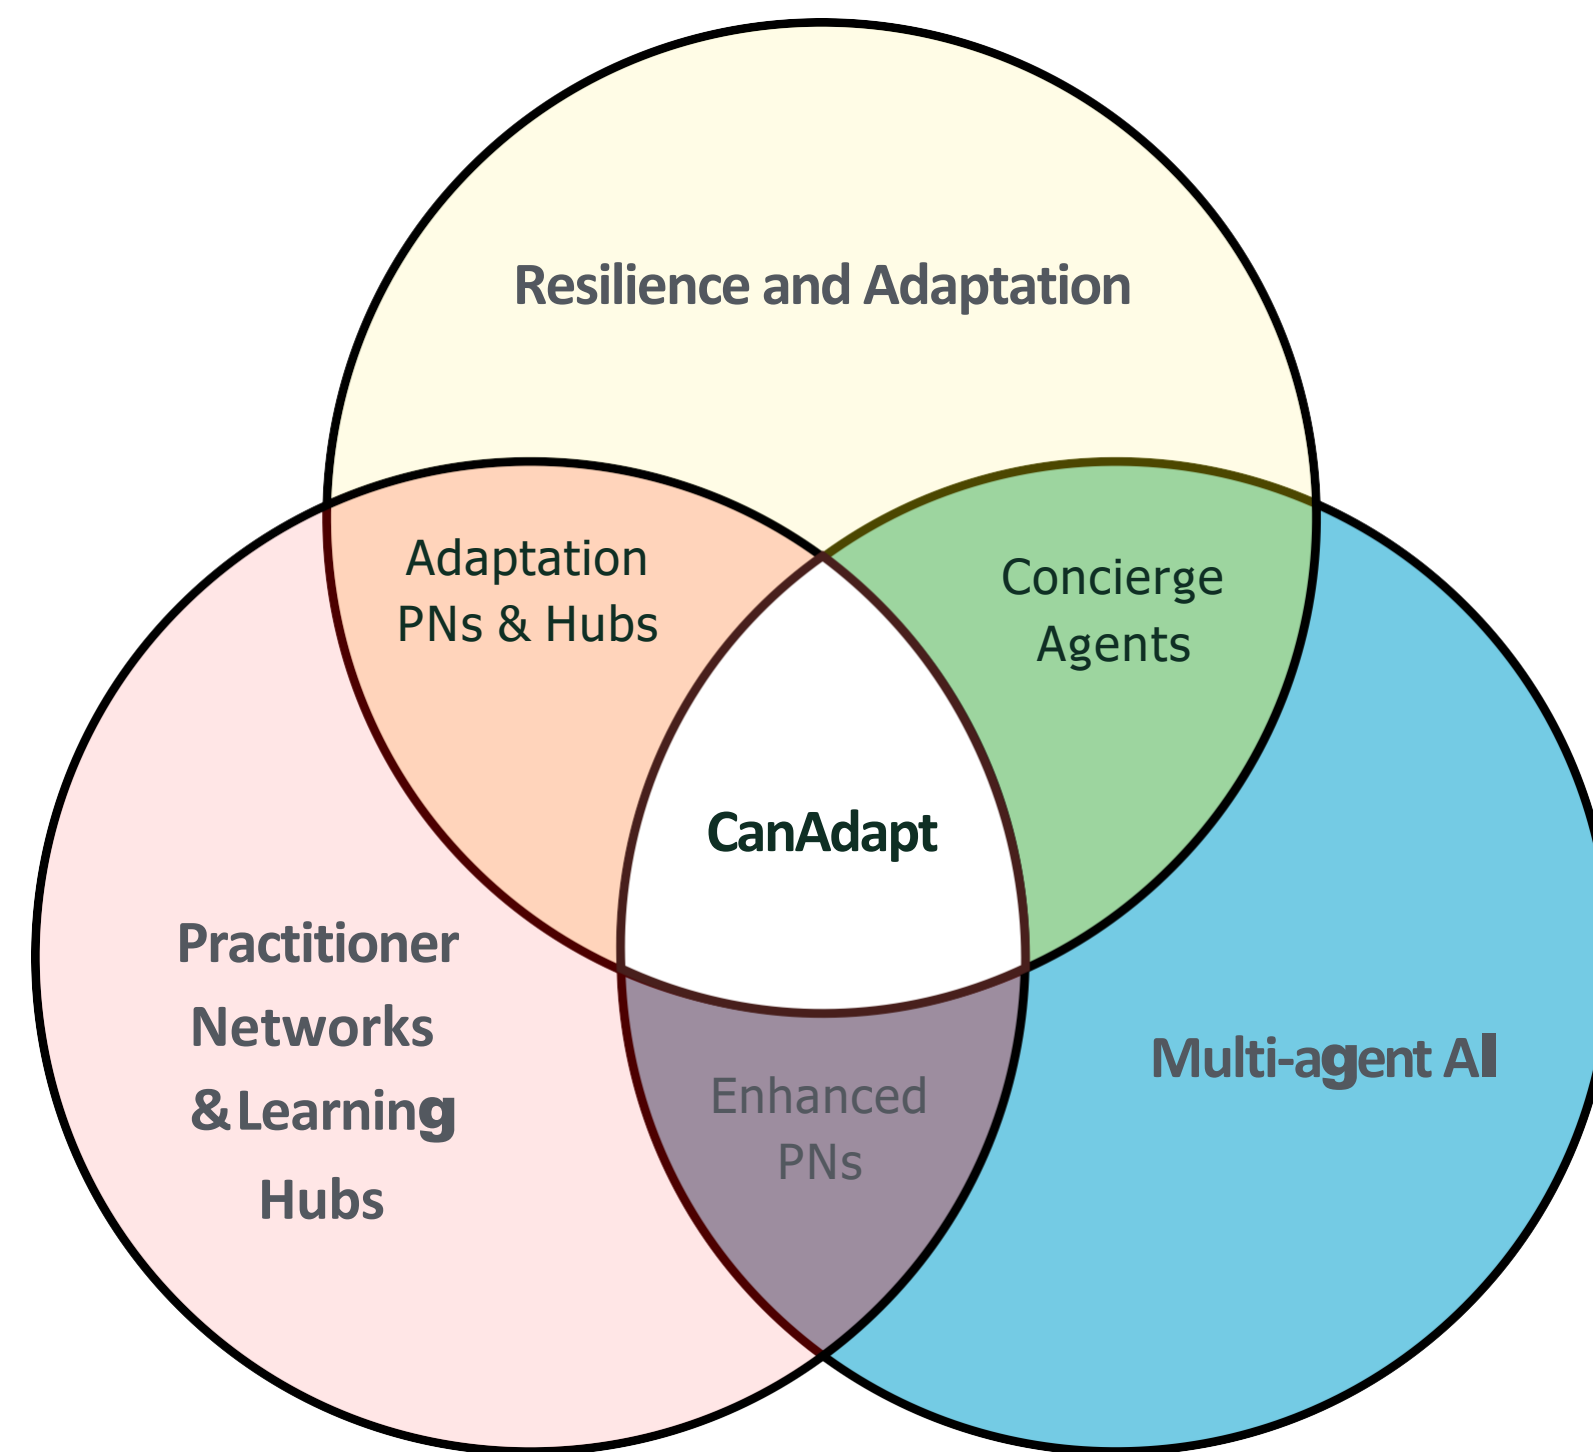 Resilience and Adaptation
Adaptation
PNs & Hubs
Concierge
Agents
CanAdapt
Practitioner
Networks
&Learning
Hubs
Multi-agent AI
Enhanced
PNs